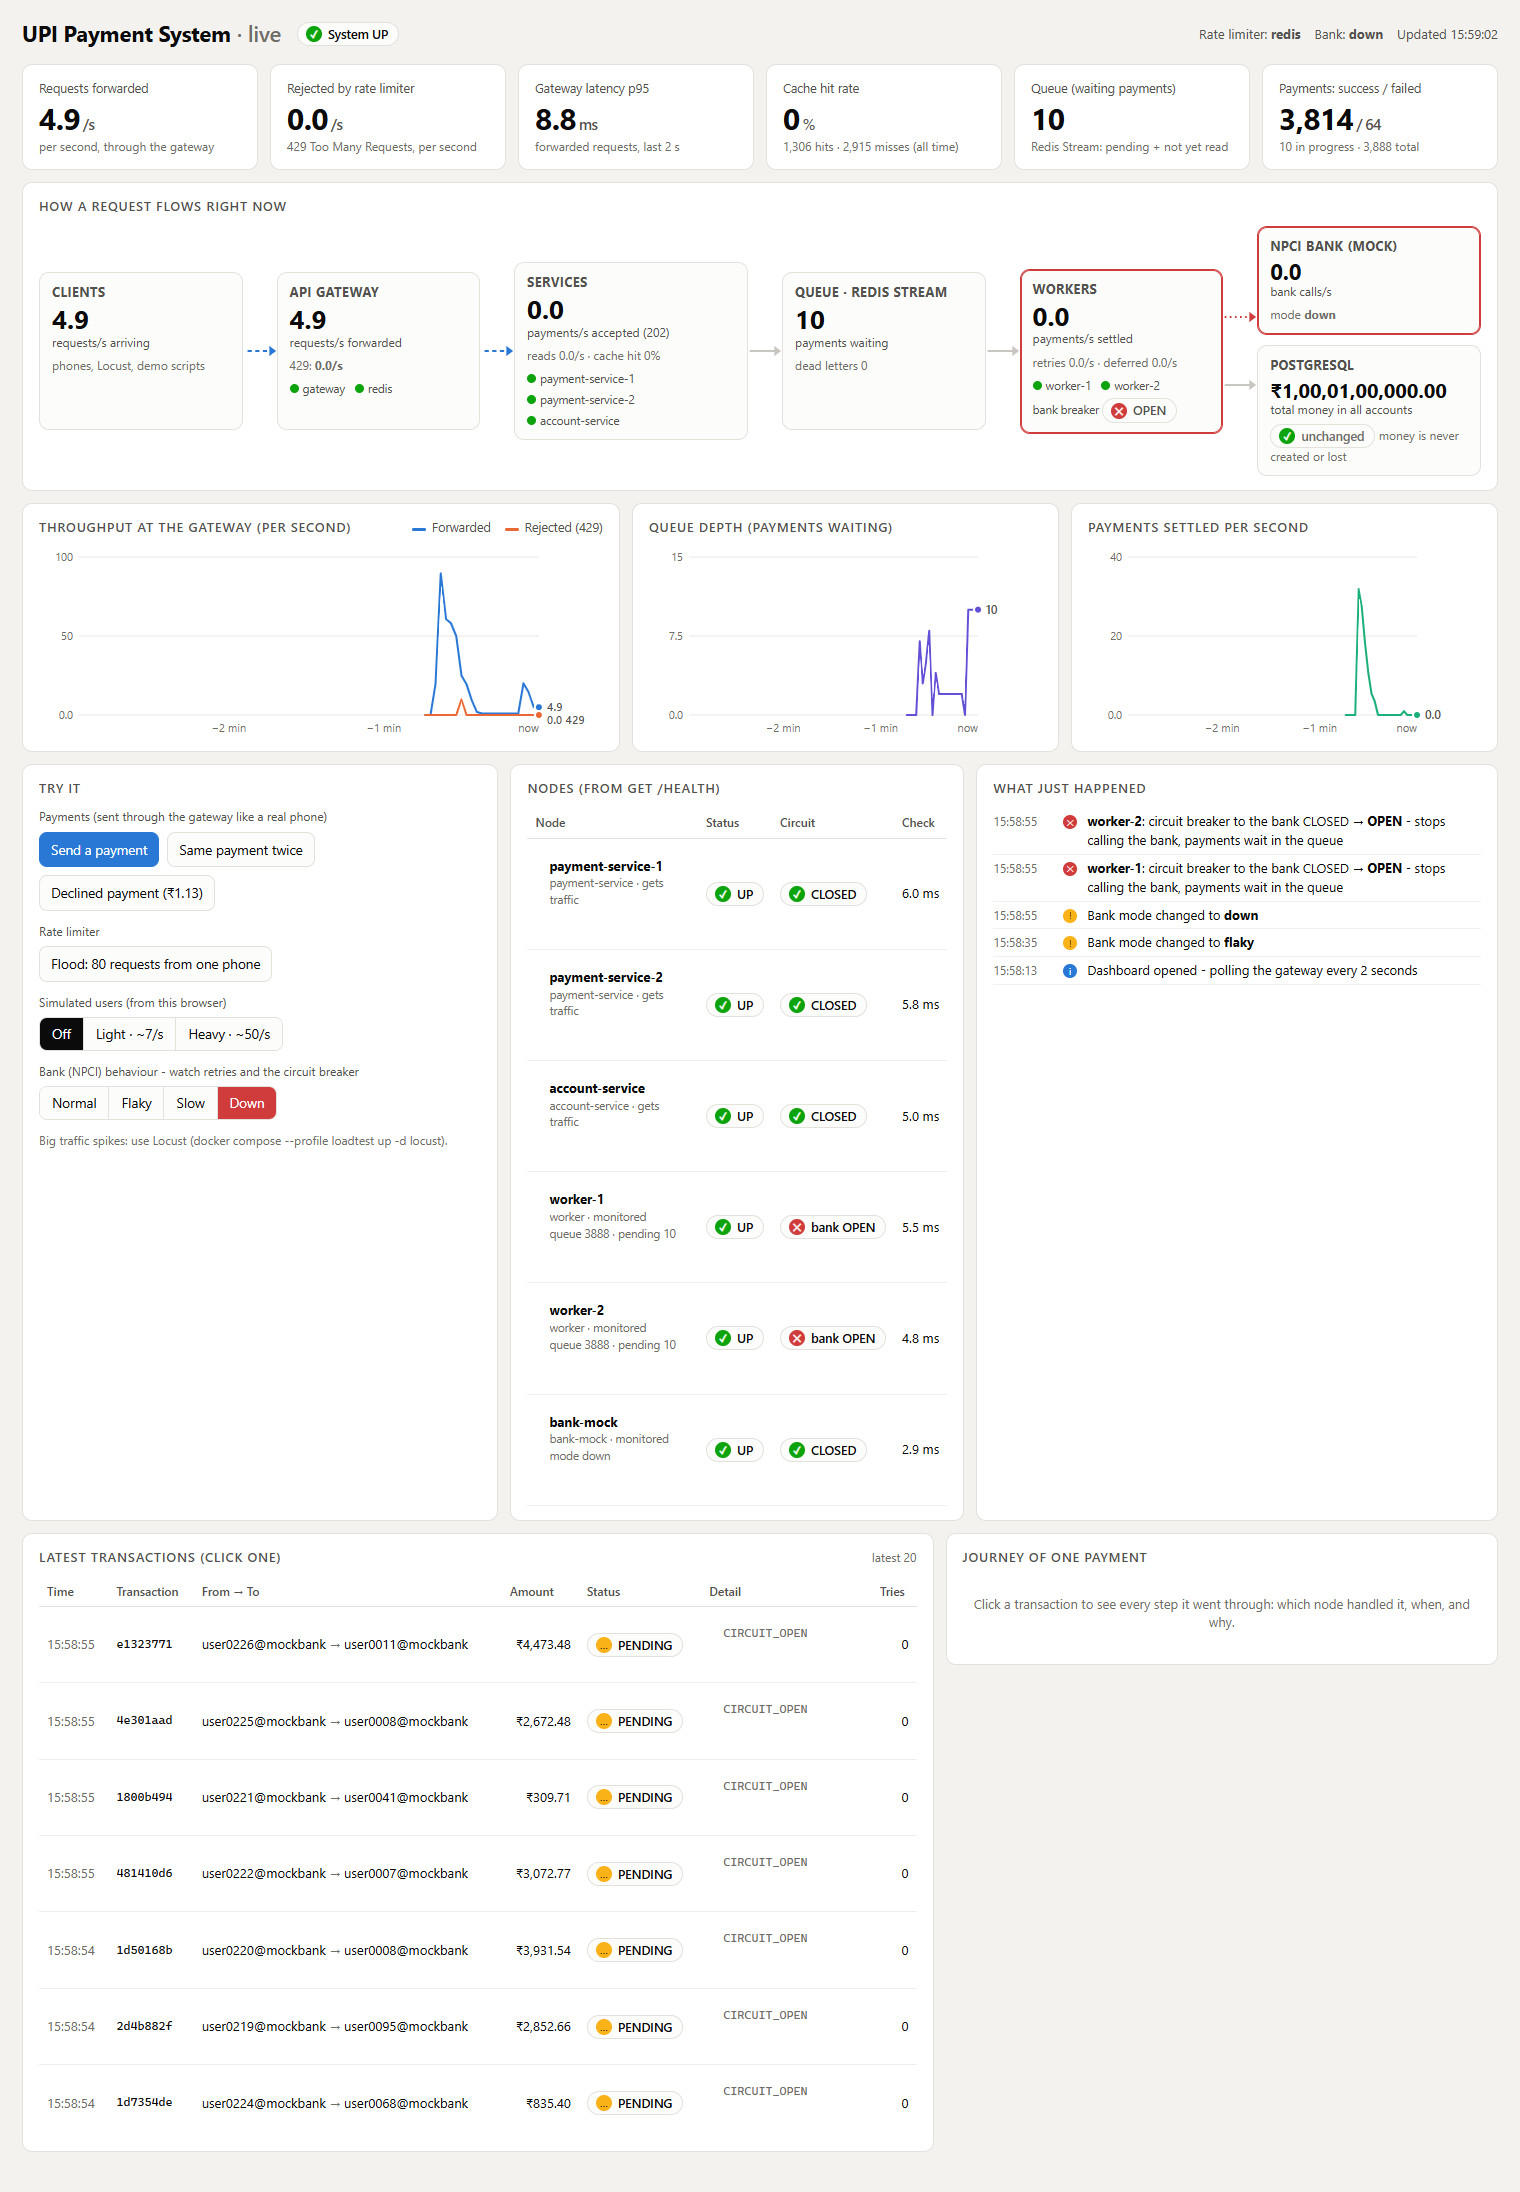 UPI Payment System · live
System UP
Rate limiter: redis Bank: down Updated 15:59:02
Requests forwarded
4.9 /s
per second, through the gateway
Rejected by rate limiter
0.0 /s
429 Too Many Requests, per second
Gateway latency p95
8.8 ms
forwarded requests, last 2 s
Cache hit rate
0 %
1,306 hits · 2,915 misses (all time)
Queue (waiting payments)
10
Redis Stream: pending + not yet read
Payments: success / failed
3,814 / 64
10 in progress · 3,888 total
HOW A REQUEST FLOWS RIGHT NOW
CLIENTS
4.9
requests/s arriving
phones, Locust, demo scripts
API GATEWAY
4.9
requests/s forwarded
429: 0.0/s
gateway redis
SERVICES
0.0
payments/s accepted (202)
reads 0.0/s · cache hit 0%
payment-service-1
payment-service-2
account-service
QUEUE · REDIS STREAM
10
payments waiting
dead letters 0
WORKERS
0.0
payments/s settled
retries 0.0/s · deferred 0.0/s
worker-1 worker-2
bank breaker OPEN
NPCI BANK (MOCK)
0.0
bank calls/s
mode down
POSTGRESQL
₹1,00,01,00,000.00
total money in all accounts
unchanged money is never
created or lost
THROUGHPUT AT THE GATEWAY (PER SECOND)
Forwarded Rejected (429)
100
50
0.0
4.9
0.0 429
−2 min −1 min now
QUEUE DEPTH (PAYMENTS WAITING)
15
7.5
0.0
10
−2 min −1 min now
PAYMENTS SETTLED PER SECOND
40
20
0.0
0.0
−2 min −1 min now
TRY IT
Payments (sent through the gateway like a real phone)
Send a payment Same payment twice
Declined payment (₹1.13)
Rate limiter
Flood: 80 requests from one phone
Simulated users (from this browser)
Off Light · ~7/s Heavy · ~50/s
Bank (NPCI) behaviour - watch retries and the circuit breaker
Normal Flaky Slow Down
Big traffic spikes: use Locust (docker compose --profile loadtest up -d locust).
NODES (FROM GET /HEALTH)
Node Status Circuit Check
payment-service-1
payment-service · gets
traffic
UP CLOSED 6.0 ms
payment-service-2
payment-service · gets
traffic
UP CLOSED 5.8 ms
account-service
account-service · gets
traffic
UP CLOSED 5.0 ms
worker-1
worker · monitored
queue 3888 · pending 10
UP bank OPEN 5.5 ms
worker-2
worker · monitored
queue 3888 · pending 10
UP bank OPEN 4.8 ms
bank-mock
bank-mock · monitored
mode down
UP CLOSED 2.9 ms
WHAT JUST HAPPENED
15:58:55 worker-2: circuit breaker to the bank CLOSED → OPEN - stops
calling the bank, payments wait in the queue
15:58:55 worker-1: circuit breaker to the bank CLOSED → OPEN - stops
calling the bank, payments wait in the queue
15:58:55 Bank mode changed to down
15:58:35 Bank mode changed to flaky
15:58:13 Dashboard opened - polling the gateway every 2 seconds
LATEST TRANSACTIONS (CLICK ONE) latest 20
Time Transaction From → To Amount Status Detail Tries
15:58:55 e1323771 user0226@mockbank → user0011@mockbank ₹4,473.48 PENDING CIRCUIT_OPEN 0
15:58:55 4e301aad user0225@mockbank → user0008@mockbank ₹2,672.48 PENDING CIRCUIT_OPEN 0
15:58:55 1800b494 user0221@mockbank → user0041@mockbank ₹309.71 PENDING CIRCUIT_OPEN 0
15:58:55 481410d6 user0222@mockbank → user0007@mockbank ₹3,072.77 PENDING CIRCUIT_OPEN 0
15:58:54 1d50168b user0220@mockbank → user0008@mockbank ₹3,931.54 PENDING CIRCUIT_OPEN 0
15:58:54 2d4b882f user0219@mockbank → user0095@mockbank ₹2,852.66 PENDING CIRCUIT_OPEN 0
15:58:54 1d7354de user0224@mockbank → user0068@mockbank ₹835.40 PENDING CIRCUIT_OPEN 0
JOURNEY OF ONE PAYMENT
Click a transaction to see every step it went through: which node handled it, when, and
why.